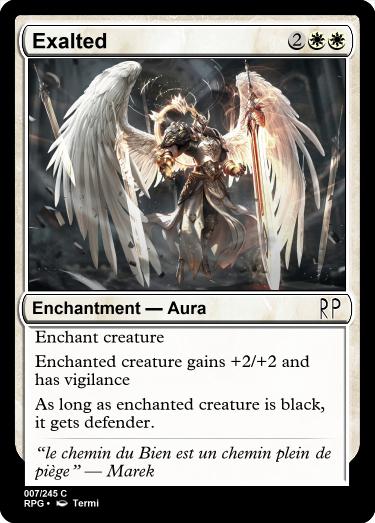 Exalted 2
Enchantment — Aura RP
Enchant creature
Enchanted creature gains +2/+2 and
has vigilance
As long as enchanted creature is black,
it gets defender.
“le chemin du Bien est un chemin plein de
piège” — Marek
007/245 C
RPG • Termi